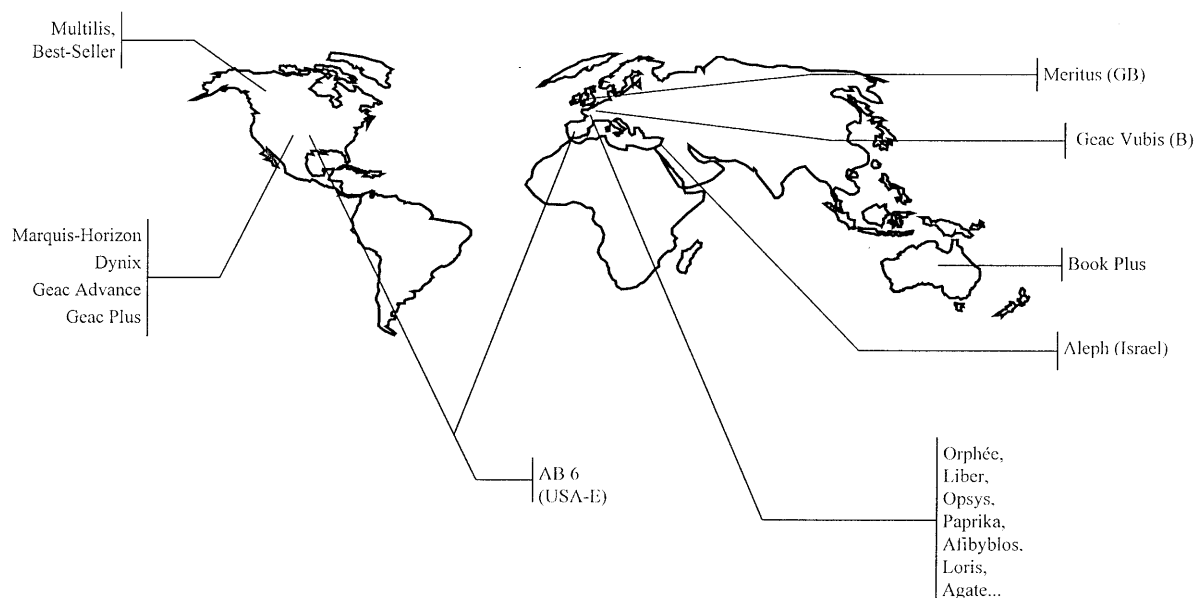 Multilis,
Best-Seller
Meritus (GB)
Geac Vubis (B)
Marquis-Horizon
Dynix
Geac Advance
Geac Plus
Book Plus
Aleph (Israel)
AB 6
(USA-E)
Orphée,
Liber,
Opsys,
Paprika,
Afibyblos,
Loris,
Agate...